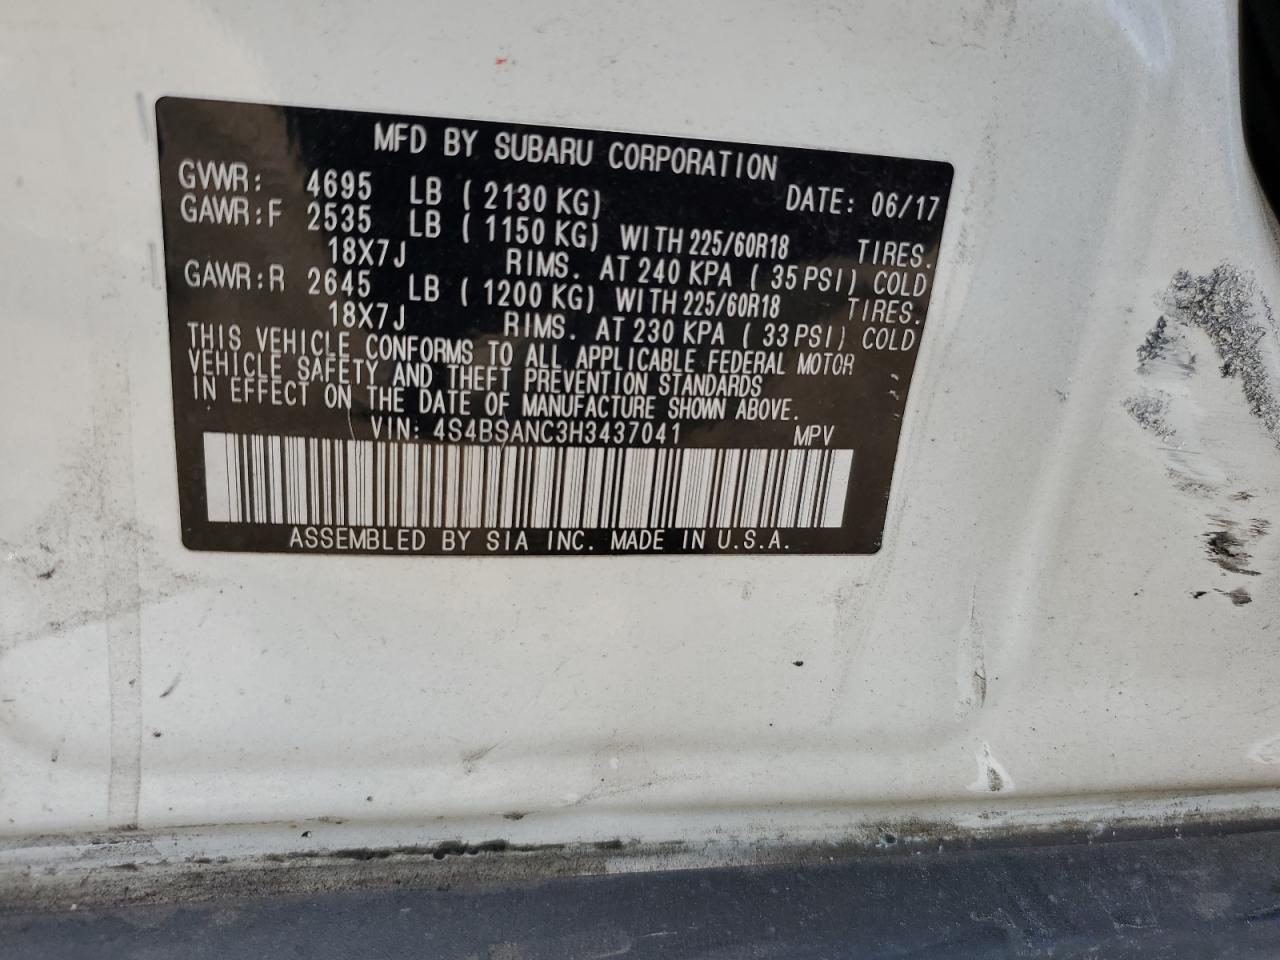 MFD BY SUBARU CORPORATION
GVWR: 4695 LB ( 2130 KG) DATE: 06/17
GAWR:F 2535 LB ( 1150 KG) WITH 225/60R18 TIRES.
18X7J RIMS. AT 240 KPA ( 35 PSI) COLD
GAWR:R 2645 LB ( 1200 KG) WITH 225/60R18 TIRES.
18X7J RIMS. AT 230 KPA ( 33 PSI) COLD
THIS VEHICLE CONFORMS TO ALL APPLICABLE FEDERAL MOTOR
VEHICLE SAFETY AND THEFT PREVENTION STANDARDS
IN EFFECT ON THE DATE OF MANUFACTURE SHOWN ABOVE.
VIN: 4S4BSANC3H3437041 MPV
ASSEMBLED BY SIA INC. MADE IN U.S.A.